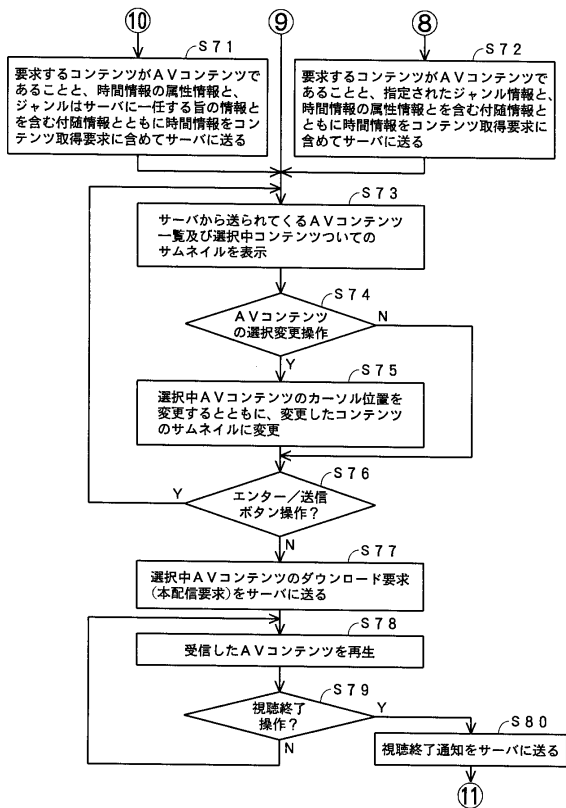 ⑩
⑨
⑧
S71
要求するコンテンツがAVコンテンツで
あることと、時間情報の属性情報と、
ジャンルはサーバに一任する旨の情報と
を含む付随情報とともに時間情報をコン
テンツ取得要求に含めてサーバに送る
S72
要求するコンテンツがAVコンテンツで
あることと、指定されたジャンル情報と、
時間情報の属性情報とを含む付随情報と
ともに時間情報をコンテンツ取得要求に
含めてサーバに送る
S73
サーバから送られてくるAVコンテンツ
一覧及び選択中コンテンツついての
サムネイルを表示
S74
AVコンテンツ
の選択変更操作
N
Y
S75
選択中AVコンテンツのカーソル位置を
変更するとともに、変更したコンテンツ
のサムネイルに変更
S76
エンター/送信
ボタン操作?
Y
N
S77
選択中AVコンテンツのダウンロード要求
(本配信要求)をサーバに送る
S78
受信したAVコンテンツを再生
S79
視聴終了
操作?
Y
N
S80
視聴終了通知をサーバに送る
⑪